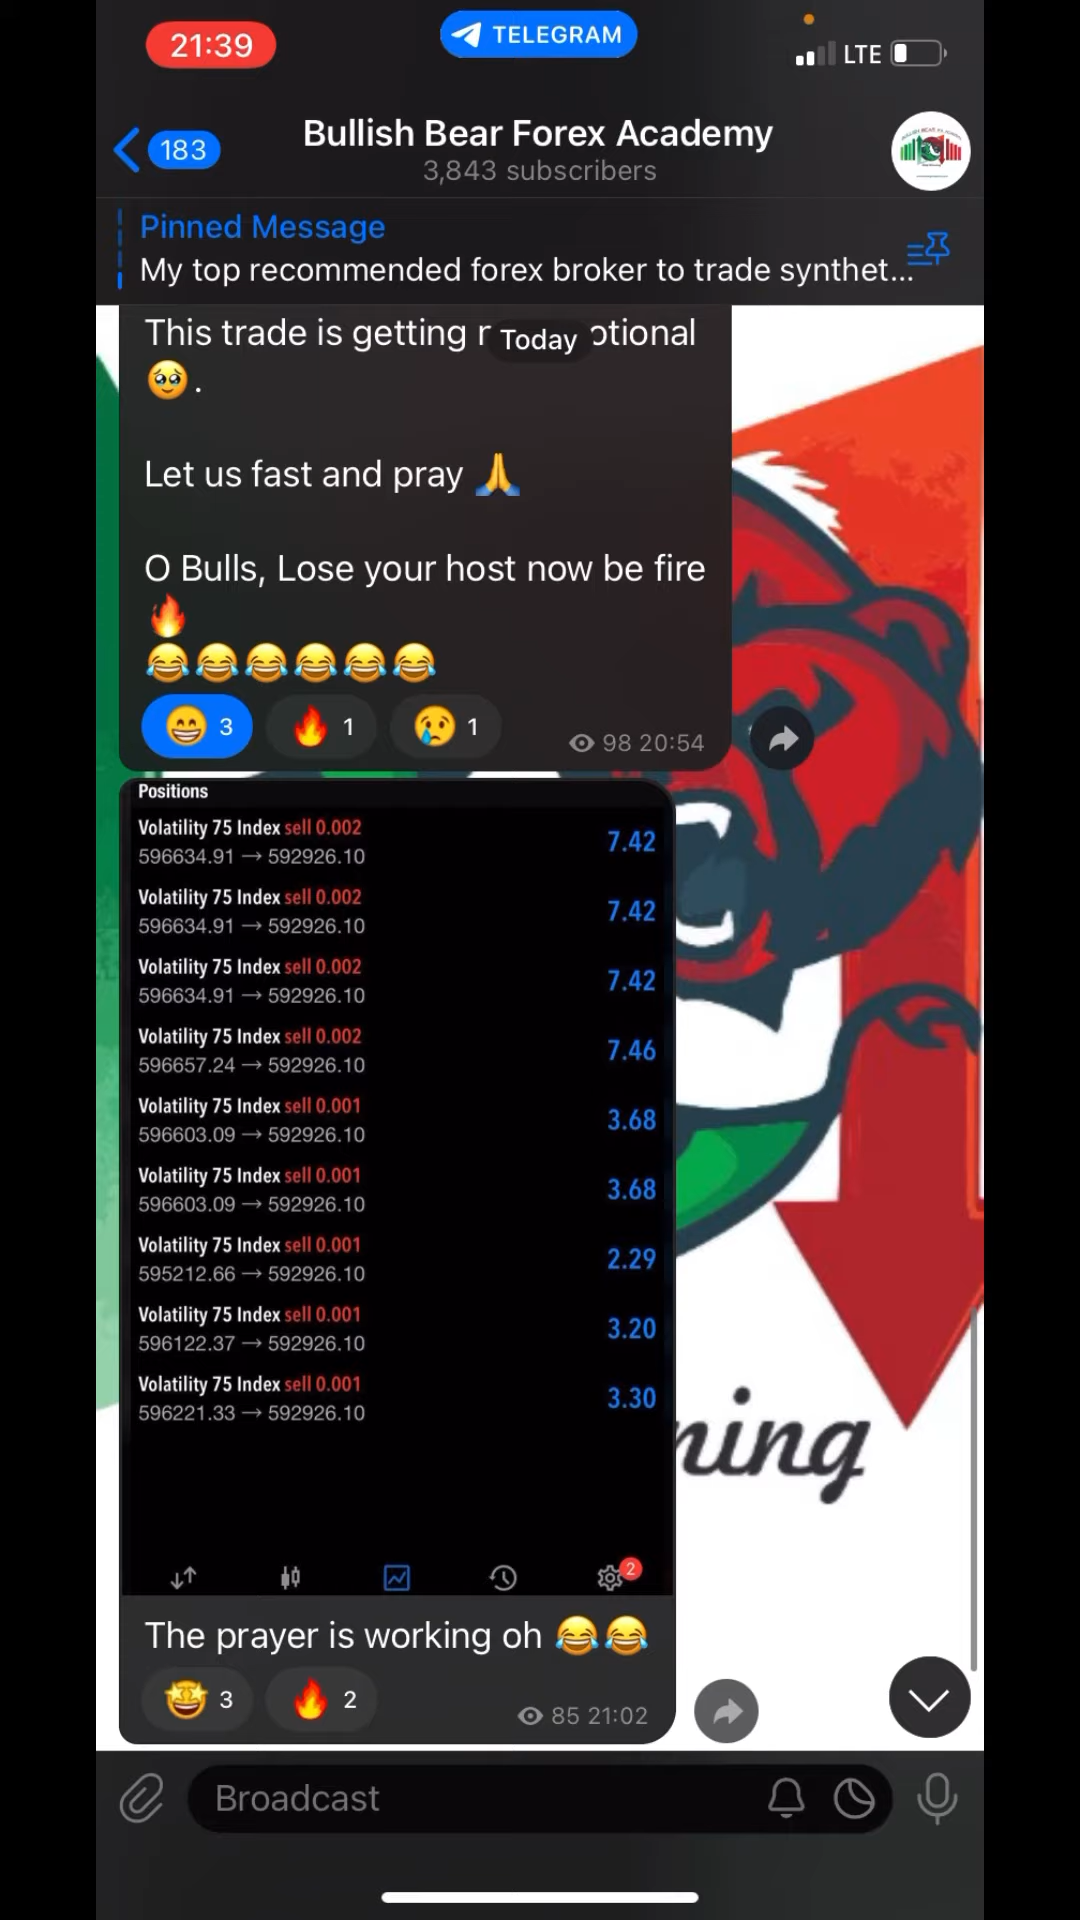 21:39
TELEGRAM
LTE
183
Bullish Bear Forex Academy
3,843 subscribers
Pinned Message
My top recommended forex broker to trade synthet...
This trade is getting
Today
🥹 .
Let us fast and pray 🙏
O Bulls, Lose your host now be fire
🔥
😂😂😂😂😂😂
😁 3 🔥 1 😢 1
98 20:54
Positions
Volatility 75 Index sell 0.002
596634.91 → 592926.10
7.42
Volatility 75 Index sell 0.002
596634.91 → 592926.10
7.42
Volatility 75 Index sell 0.002
596634.91 → 592926.10
7.42
Volatility 75 Index sell 0.002
596657.24 → 592926.10
7.46
Volatility 75 Index sell 0.001
596603.09 → 592926.10
3.68
Volatility 75 Index sell 0.001
596603.09 → 592926.10
3.68
Volatility 75 Index sell 0.001
595212.66 → 592926.10
2.29
Volatility 75 Index sell 0.001
596122.37 → 592926.10
3.20
Volatility 75 Index sell 0.001
596221.33 → 592926.10
3.30
ning
2
The prayer is working oh 😂😂
🤩 3 🔥 2
85 21:02
Broadcast